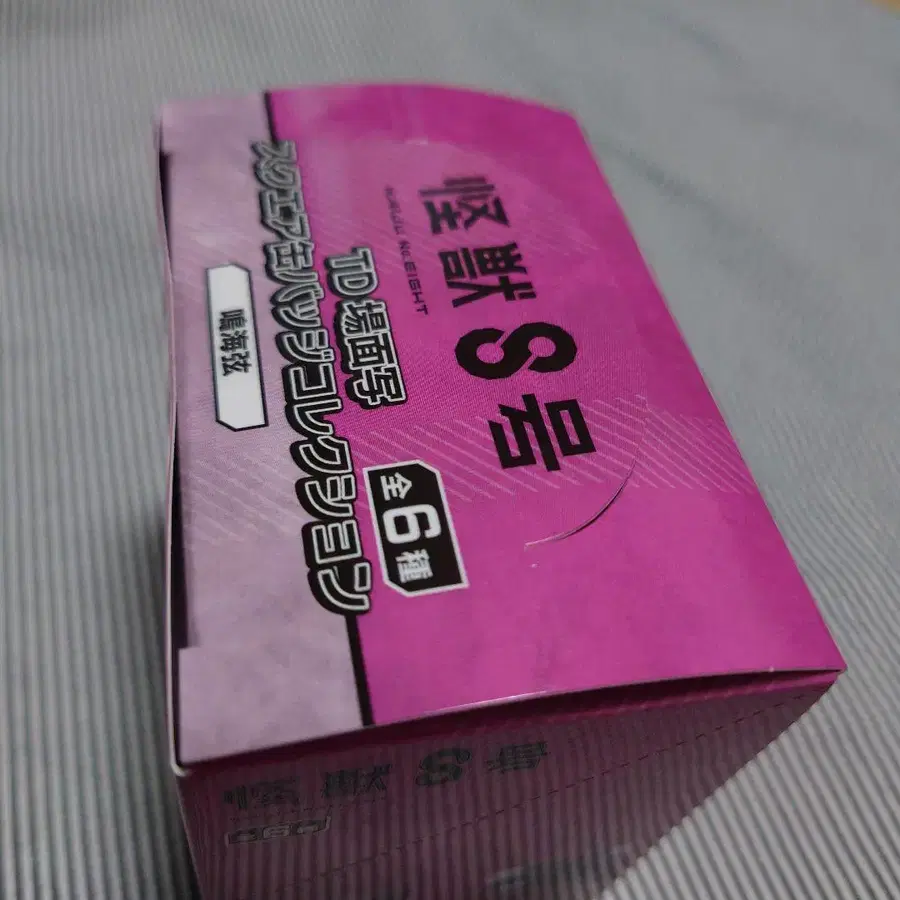 怪獣8号
KAIJU No.EIGHT
TD場面写
スクエア缶バッジコレクション
全6種
鳴海弦
怪獣8号